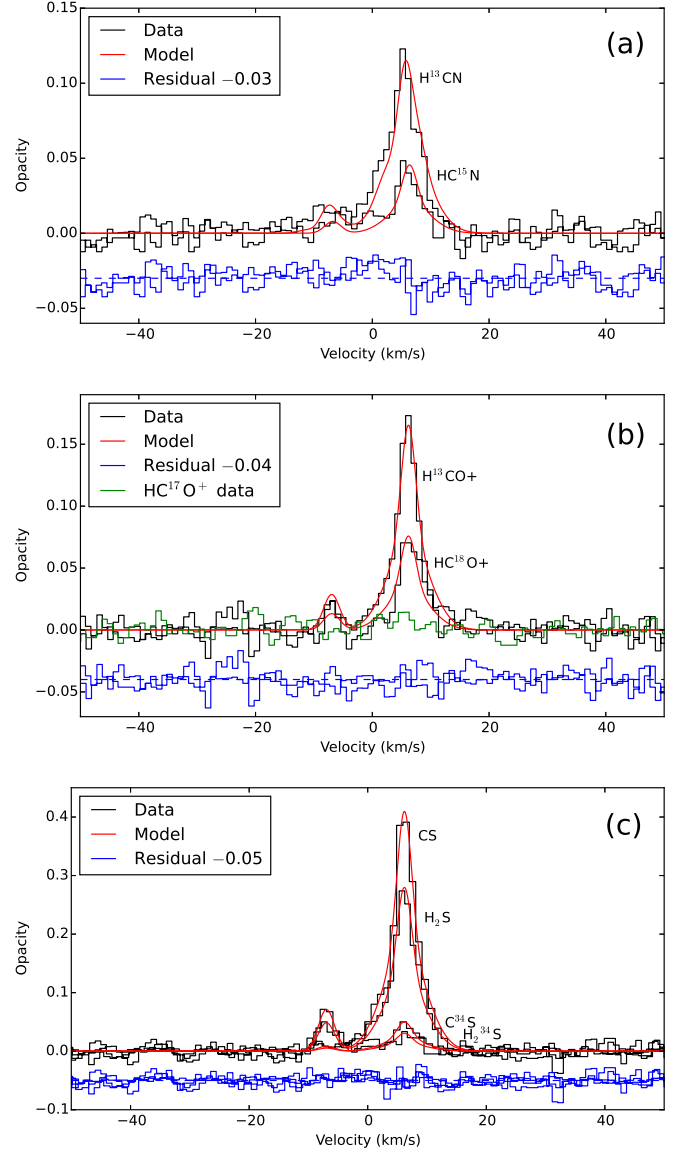 0.15
0.10
0.05
0.00
−0.05
Opacity
Data
Model
Residual −0.03
(a)
H¹³CN
HC¹⁵N
−40 −20 0 20 40
Velocity (km/s)
0.15
0.10
0.05
0.00
−0.05
Opacity
Data
Model
Residual −0.04
HC¹⁷O⁺ data
(b)
H¹³CO+
HC¹⁸O+
−40 −20 0 20 40
Velocity (km/s)
0.4
0.3
0.2
0.1
0.0
−0.1
Opacity
Data
Model
Residual −0.05
(c)
CS
H₂S
C³⁴S
H₂³⁴S
−40 −20 0 20 40
Velocity (km/s)